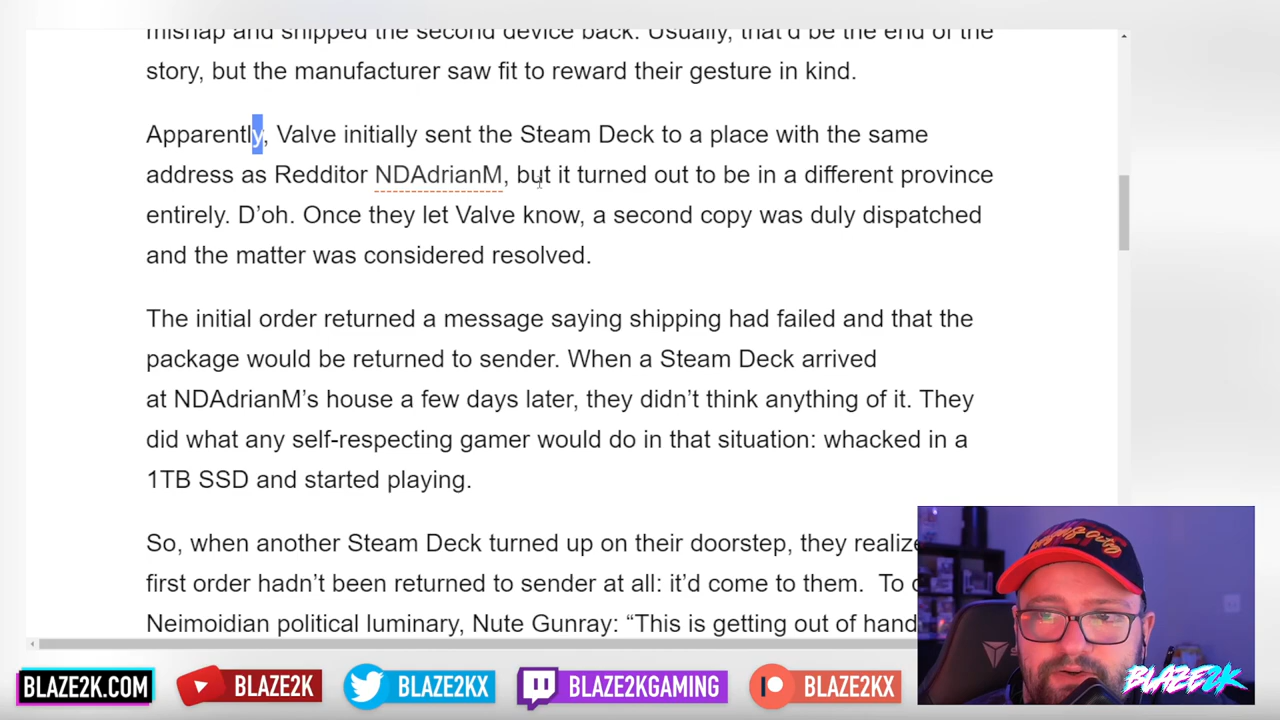 mishap and shipped the second device back. Usually, that'd be the end of the
story, but the manufacturer saw fit to reward their gesture in kind.
Apparently, Valve initially sent the Steam Deck to a place with the same
address as Redditor NDAdrianM, but it turned out to be in a different province
entirely. D’oh. Once they let Valve know, a second copy was duly dispatched
and the matter was considered resolved.
The initial order returned a message saying shipping had failed and that the
package would be returned to sender. When a Steam Deck arrived
at NDAdrianM’s house a few days later, they didn’t think anything of it. They
did what any self-respecting gamer would do in that situation: whacked in a
1TB SSD and started playing.
So, when another Steam Deck turned up on their doorstep, they realize
first order hadn’t been returned to sender at all: it’d come to them. To
Neimoidian political luminary, Nute Gunray: “This is getting out of hand
BLAZE2K
BLAZE2K.COM BLAZE2K BLAZE2KX BLAZE2KGAMING BLAZE2KX